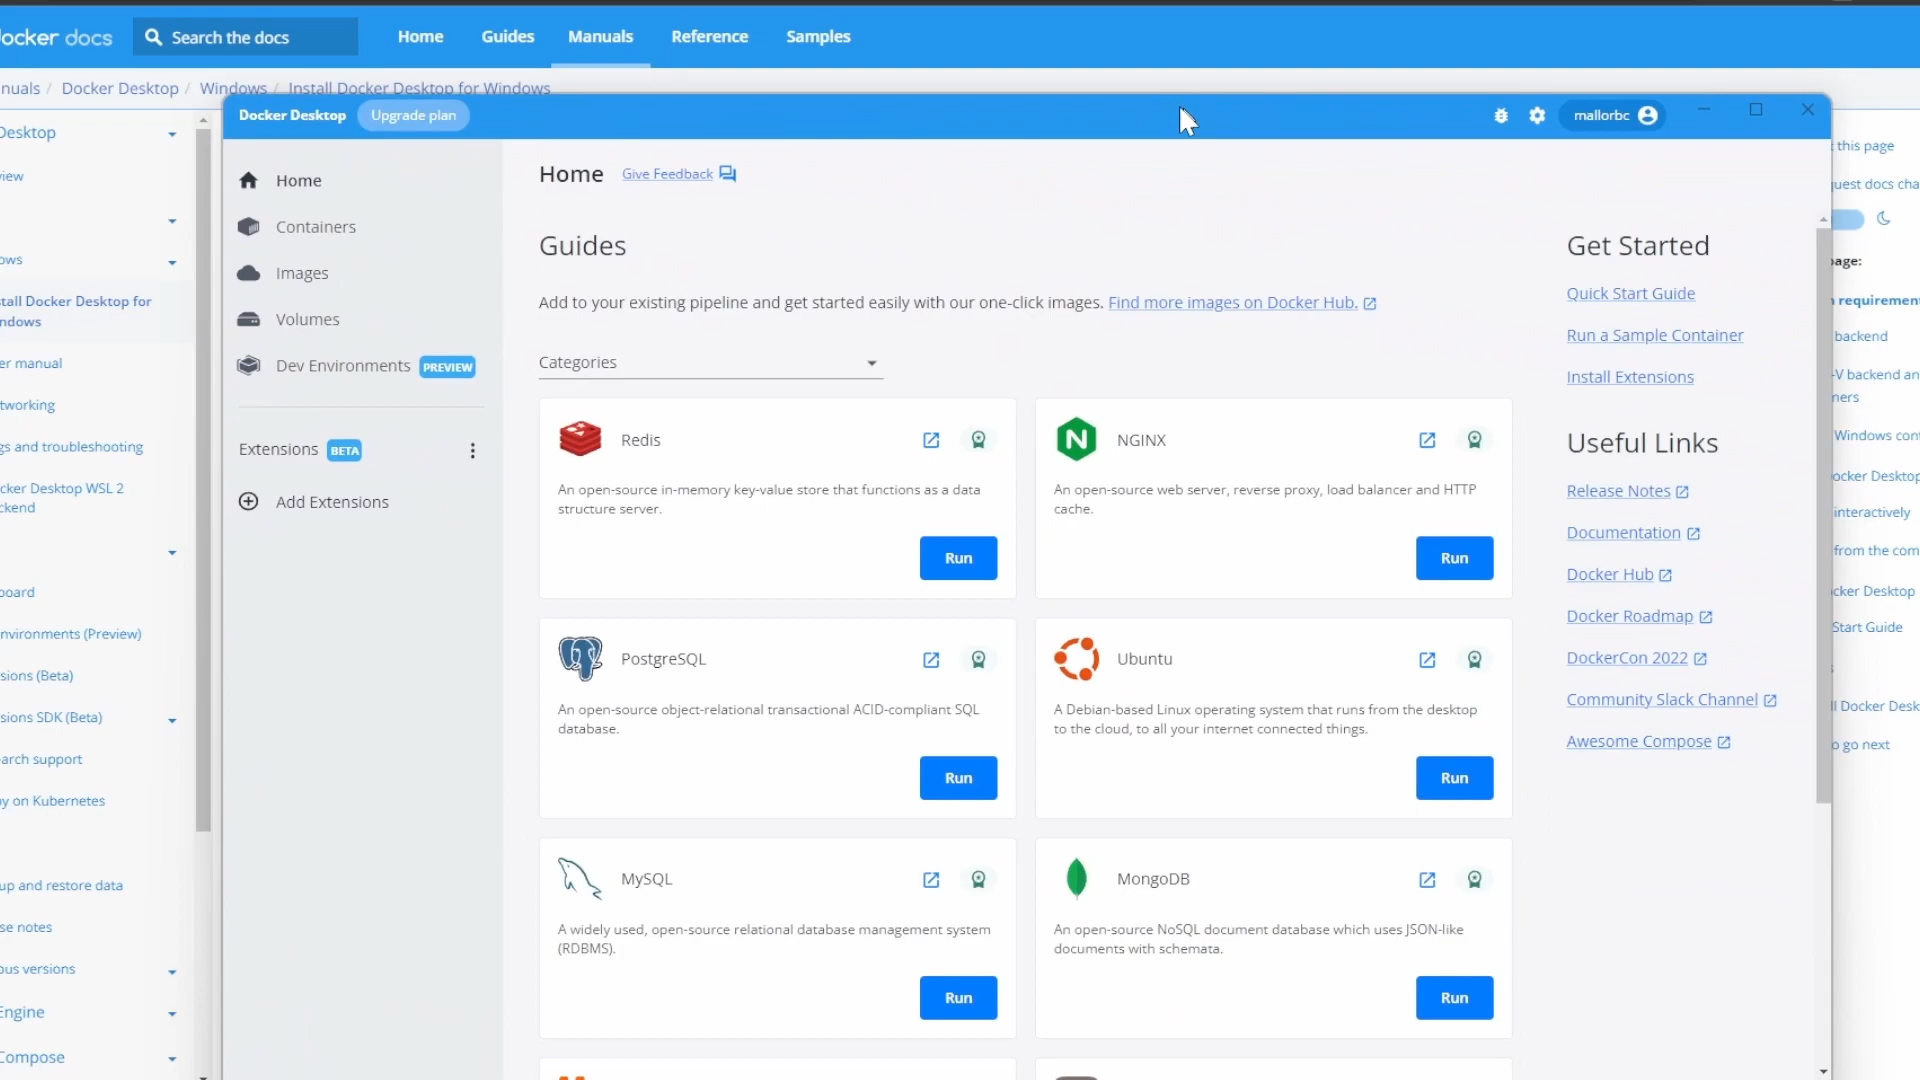 ocker docs
Search the docs
Home
Guides
Manuals
Reference
Samples
nuals / Docker Desktop / Windows / Install Docker Desktop for Windows
Desktop
view
ows
stall Docker Desktop for
ndows
er manual
tworking
gs and troubleshooting
cker Desktop WSL 2
ckend
board
nvironments (Preview)
sions (Beta)
sions SDK (Beta)
arch support
oy on Kubernetes
up and restore data
se notes
ous versions
Engine
Compose
Docker Desktop
Upgrade plan
mallorbc
Home
Containers
Images
Volumes
Dev Environments PREVIEW
Extensions BETA
Add Extensions
Home
Give Feedback
Guides
Add to your existing pipeline and get started easily with our one-click images. Find more images on Docker Hub.
Categories
Redis
An open-source in-memory key-value store that functions as a data
structure server.
Run
NGINX
An open-source web server, reverse proxy, load balancer and HTTP
cache.
Run
PostgreSQL
An open-source object-relational transactional ACID-compliant SQL
database.
Run
Ubuntu
A Debian-based Linux operating system that runs from the desktop
to the cloud, to all your internet connected things.
Run
MySQL
A widely used, open-source relational database management system
(RDBMS).
Run
MongoDB
An open-source NoSQL document database which uses JSON-like
documents with schemata.
Run
Get Started
Quick Start Guide
Run a Sample Container
Install Extensions
Useful Links
Release Notes
Documentation
Docker Hub
Docker Roadmap
DockerCon 2022
Community Slack Channel
Awesome Compose
this page
uest docs cha
page:
requirement
backend
-V backend an
ners
Windows con
ocker Desktop
interactively
from the com
cker Desktop
Start Guide
s
ll Docker Desk
o go next